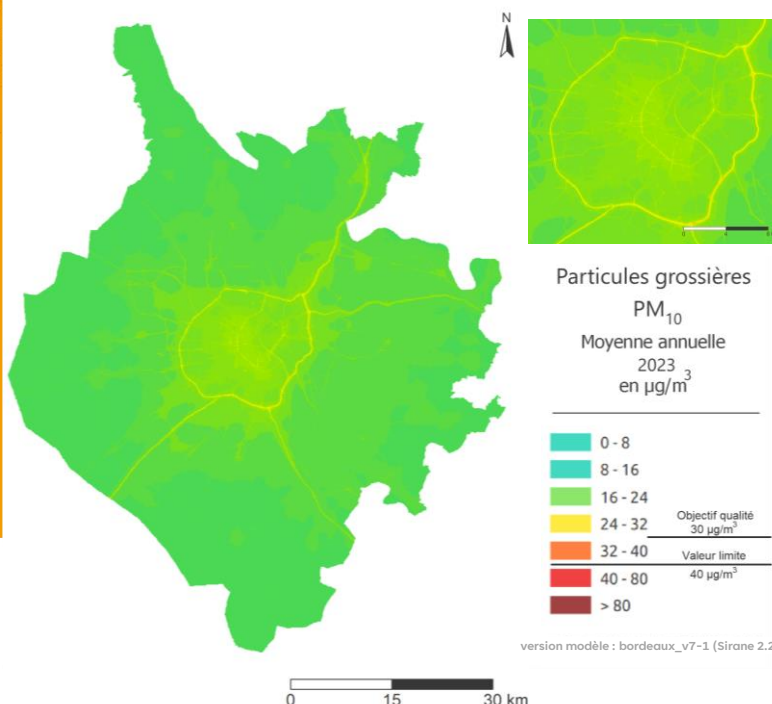 N
Particules grossières
PM10
Moyenne annuelle
2023
en µg/m3
0 - 8
8 - 16
16 - 24
24 - 32
Objectif qualité
30 µg/m3
32 - 40
Valeur limite
40 - 80
40 µg/m3
> 80
version modèle : bordeaux_v7-1 (Sirane 2.2
0 15 30 km